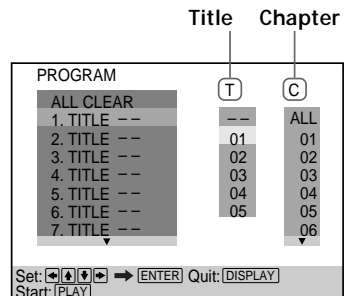 Title Chapter
PROGRAM
T C
ALL CLEAR
1. TITLE – – – – ALL
2. TITLE – – 01 01
3. TITLE – – 02 02
4. TITLE – – 03 03
5. TITLE – – 04 04
6. TITLE – – 05 05
7. TITLE – – 06
Set: ENTER Quit: DISPLAY
Start: PLAY